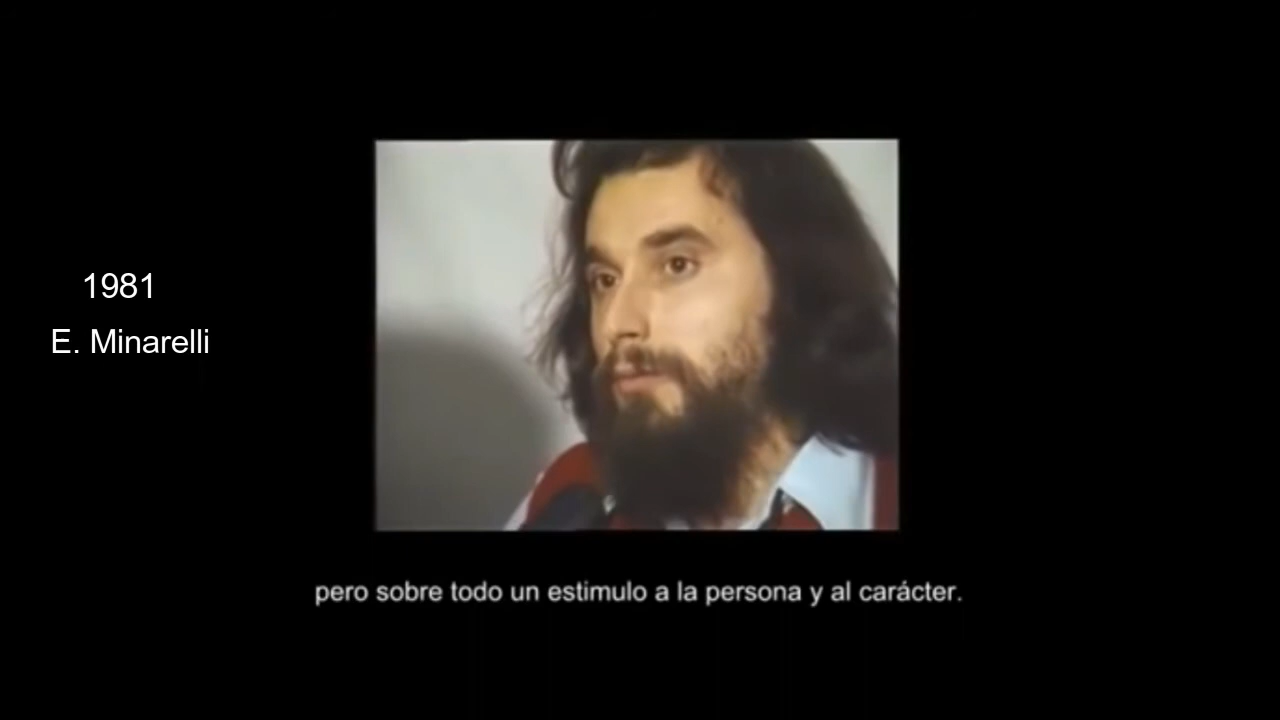 1981
E. Minarelli
pero sobre todo un estimulo a la persona y al carácter.